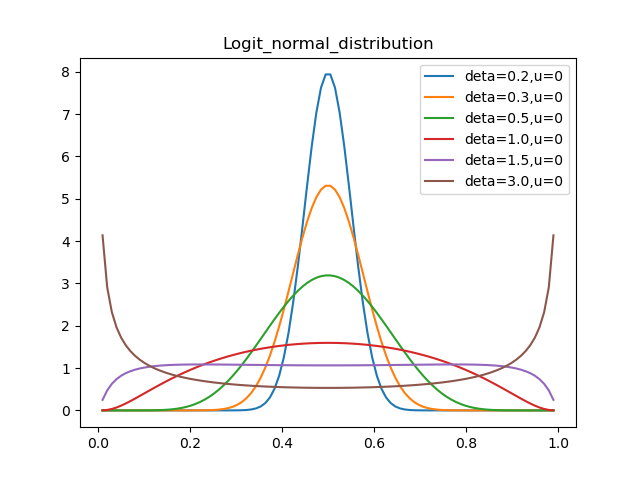 Logit_normal_distribution
deta=0.2,u=0
deta=0.3,u=0
deta=0.5,u=0
deta=1.0,u=0
deta=1.5,u=0
deta=3.0,u=0
8
7
6
5
4
3
2
1
0
0.0 0.2 0.4 0.6 0.8 1.0